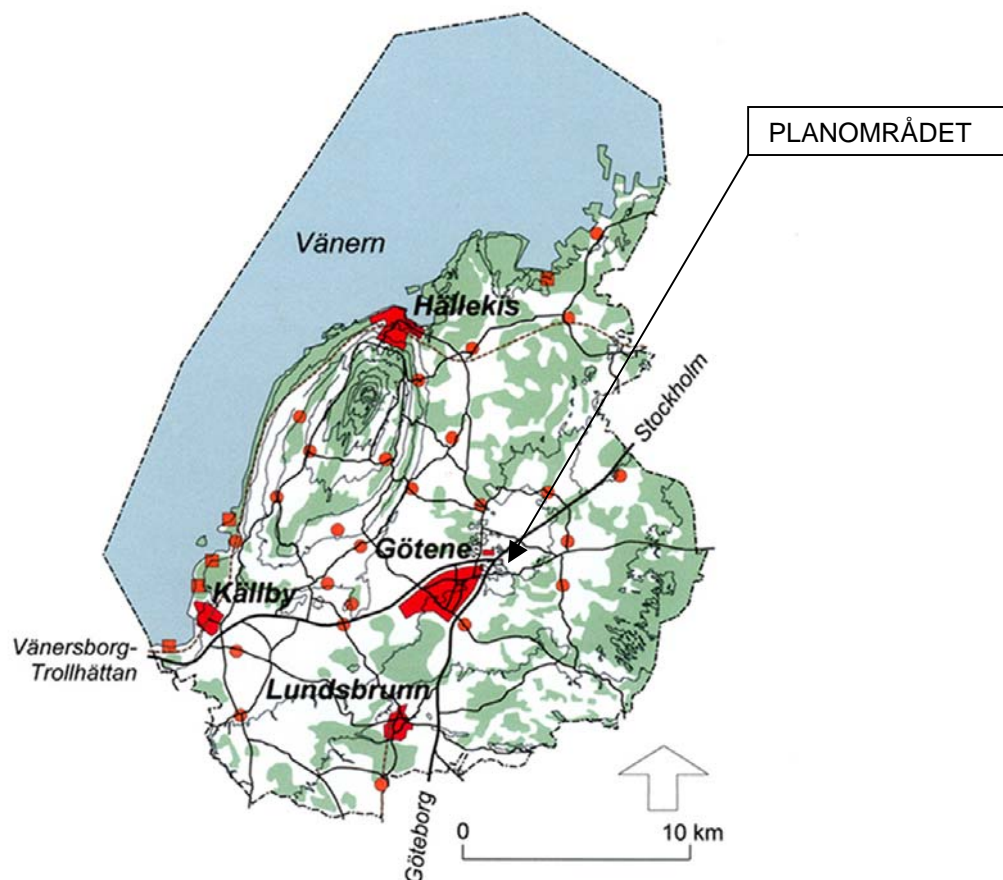 PLANOMRÅDET
Vänern
Hällekis
Stockholm
Götene
Källby
Vänersborg-
Trollhättan
Lundsbrunn
Göteborg
0
10 km